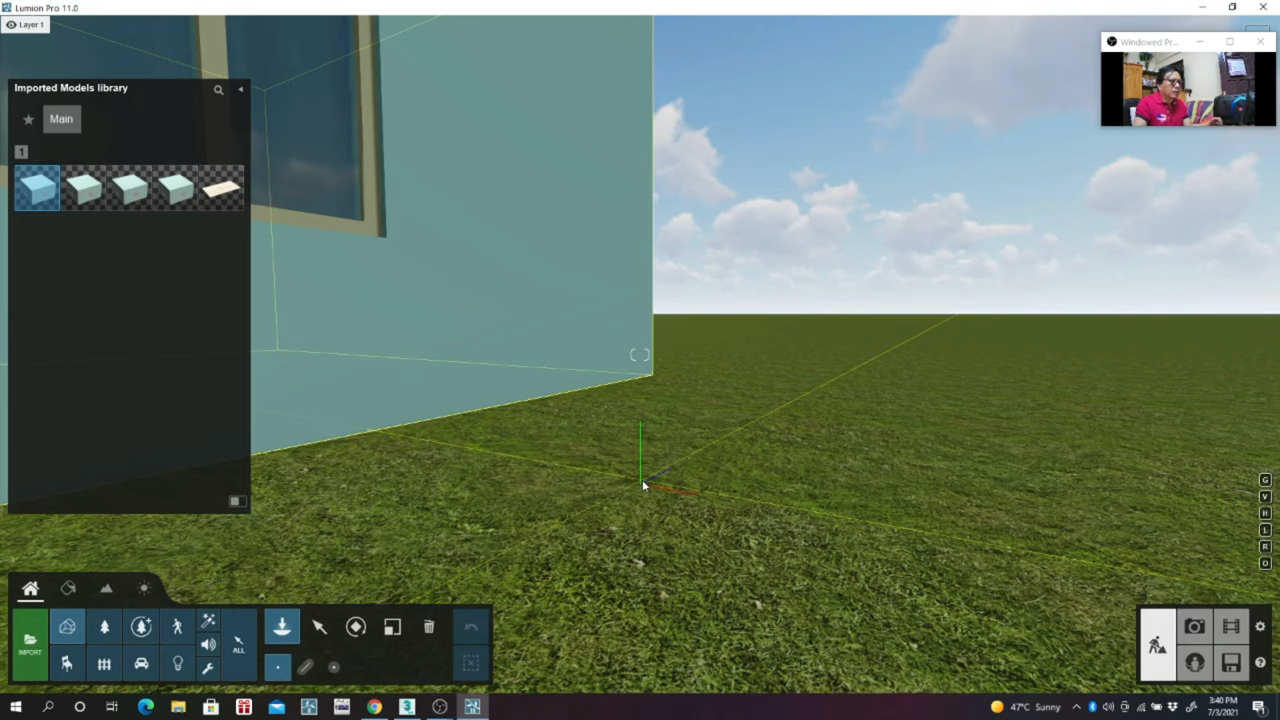 Lumion Pro 11.0
Layer 1
Windowed Pr...
Imported Models library
Main
1
G
V
H
L
R
O
IMPORT
ALL
47°C Sunny
3:40 PM
7/3/2021